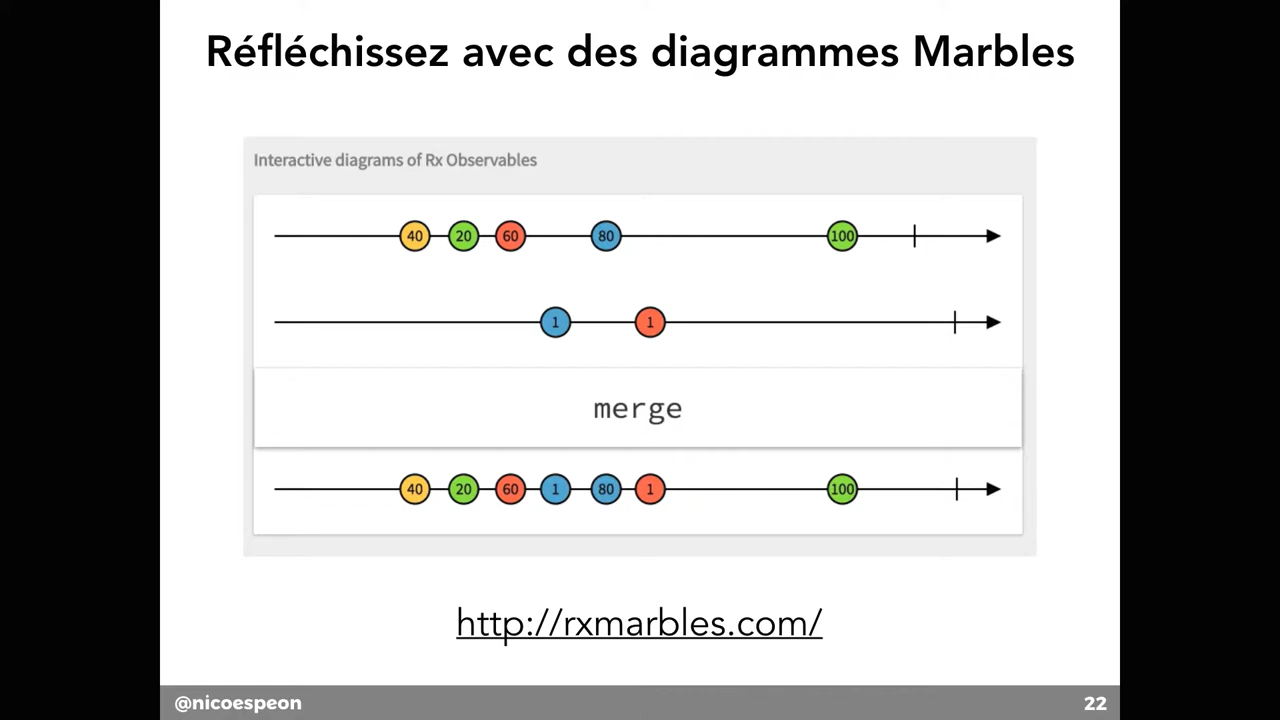 Réfléchissez avec des diagrammes Marbles
Interactive diagrams of Rx Observables
40 20 60 80 100
1 1
merge
40 20 60 1 80 1 100
http://rxmarbles.com/
@nicoespeon 22